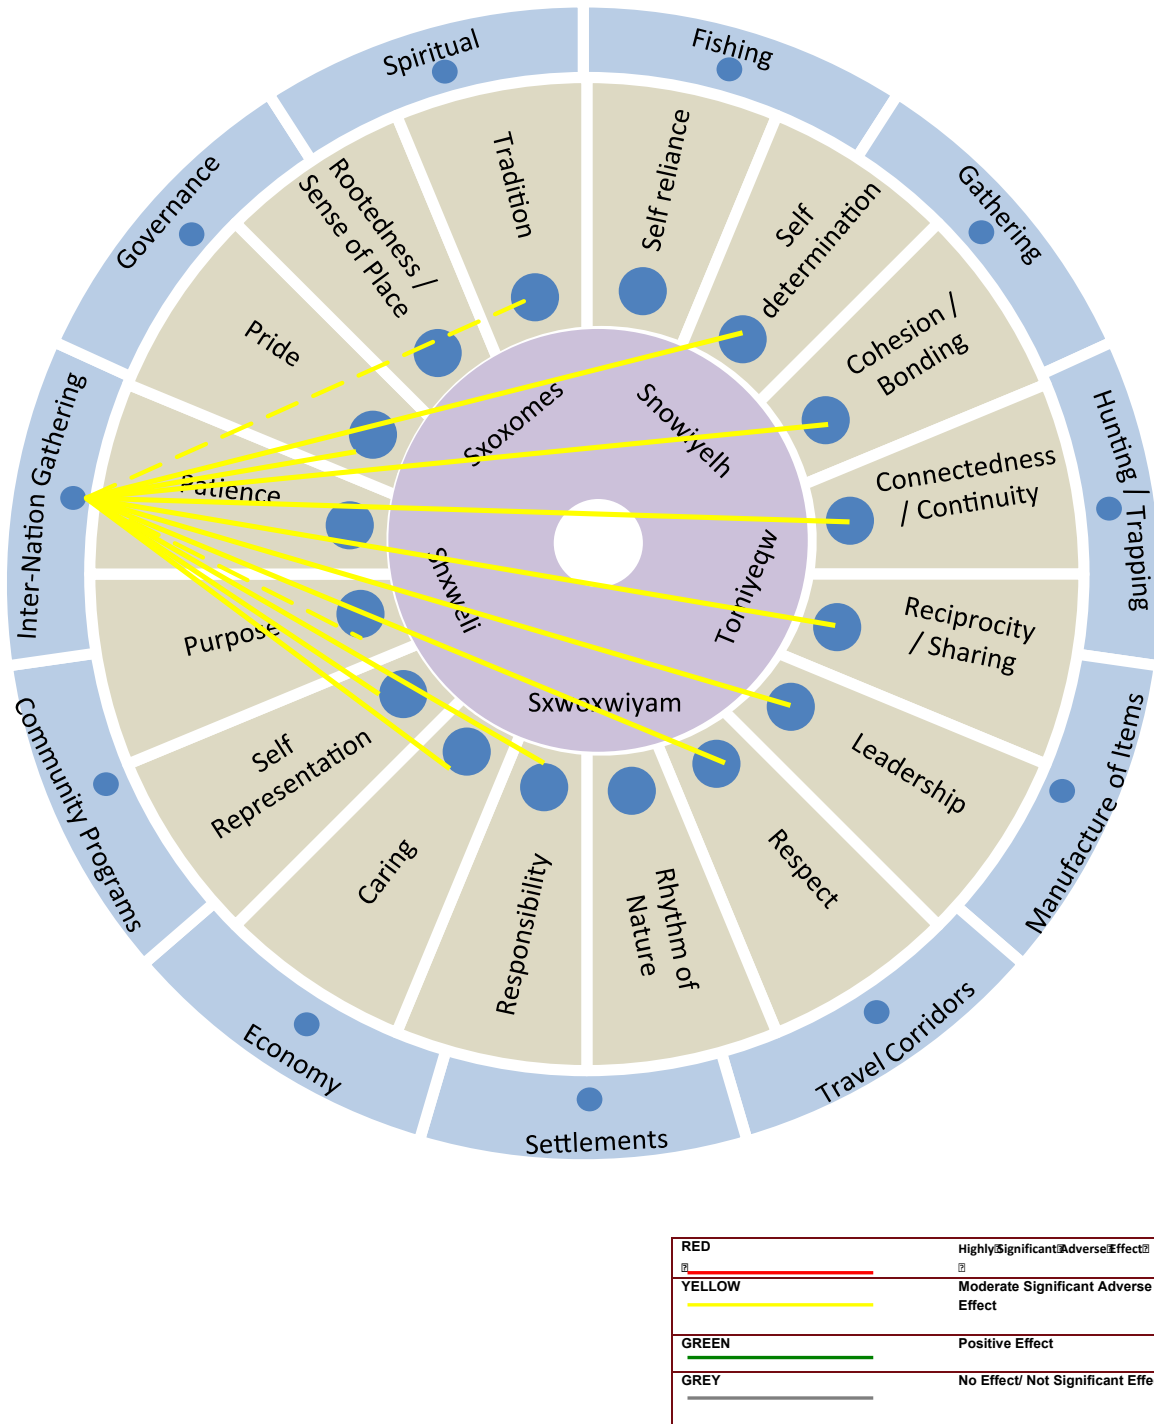 Spiritual
Fishing
Gathering
Hunting / Trapping
Manufacture of Items
Travel Corridors
Settlements
Economy
Community Programs
Inter-Nation Gathering
Governance
Tradition
Self reliance
Self
determination
Cohesion /
Bonding
Connectedness
/ Continuity
Reciprocity
/ Sharing
Leadership
Respect
Rhythm of
Nature
Responsibility
Caring
Self
Representation
Purpose
Patience
Pride
Rootedness /
Sense of Place
Sxoxomes
Snowiyelh
Tomiyeqw
Sxwoxwiyam
Shxweli
RED
Highly Significant Adverse Effect
YELLOW
Moderate Significant Adverse
Effect
GREEN
Positive Effect
GREY
No Effect/ Not Significant Effe